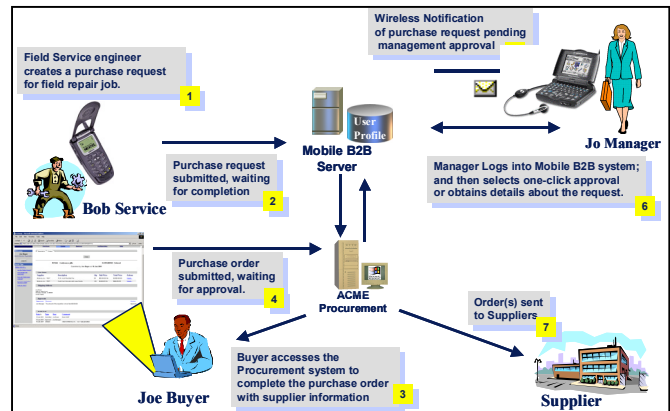 Wireless Notification
of purchase request pending
management approval
Field Service engineer
creates a purchase request
for field repair job.
1
User
Profile
Mobile B2B
Server
Jo Manager
Purchase request
submitted, waiting
for completion
2
Manager Logs into Mobile B2B system;
and then selects one-click approval
or obtains details about the request.
6
Bob Service
Purchase order
submitted, waiting
for approval.
4
ACME
Procurement
Order(s) sent
to Suppliers
7
Buyer accesses the
Procurement system to
complete the purchase order
with supplier information
3
Joe Buyer
Supplier